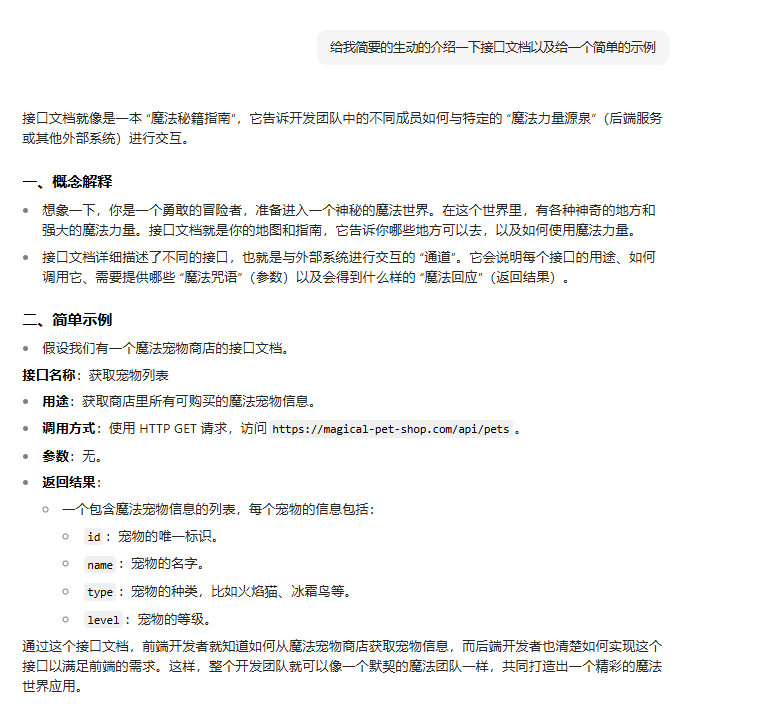 给我简要的生动的介绍一下接口文档以及给一个简单的示例
接口文档就像是一本 “魔法秘籍指南”，它告诉开发团队中的不同成员如何与特定的 “魔法力量源泉”（后端服务
或其他外部系统）进行交互。
一、概念解释
想象一下，你是一个勇敢的冒险者，准备进入一个神秘的魔法世界。在这个世界里，有各种神奇的地方和
强大的魔法力量。接口文档就是你的地图和指南，它告诉你哪些地方可以去，以及如何使用魔法力量。
接口文档详细描述了不同的接口，也就是与外部系统进行交互的 “通道”。它会说明每个接口的用途、如何
调用它、需要提供哪些 “魔法咒语”（参数）以及会得到什么样的 “魔法回应”（返回结果）。
二、简单示例
假设我们有一个魔法宠物商店的接口文档。
接口名称：获取宠物列表
用途：获取商店里所有可购买的魔法宠物信息。
调用方式：使用 HTTP GET 请求，访问 https://magical-pet-shop.com/api/pets 。
参数：无。
返回结果：
一个包含魔法宠物信息的列表，每个宠物的信息包括：
id ：宠物的唯一标识。
name ：宠物的名字。
type ：宠物的种类，比如火焰猫、冰霜鸟等。
level ：宠物的等级。
通过这个接口文档，前端开发者就知道如何从魔法宠物商店获取宠物信息，而后端开发者也清楚如何实现这个
接口以满足前端的需求。这样，整个开发团队就可以像一个默契的魔法团队一样，共同打造出一个精彩的魔法
世界应用。